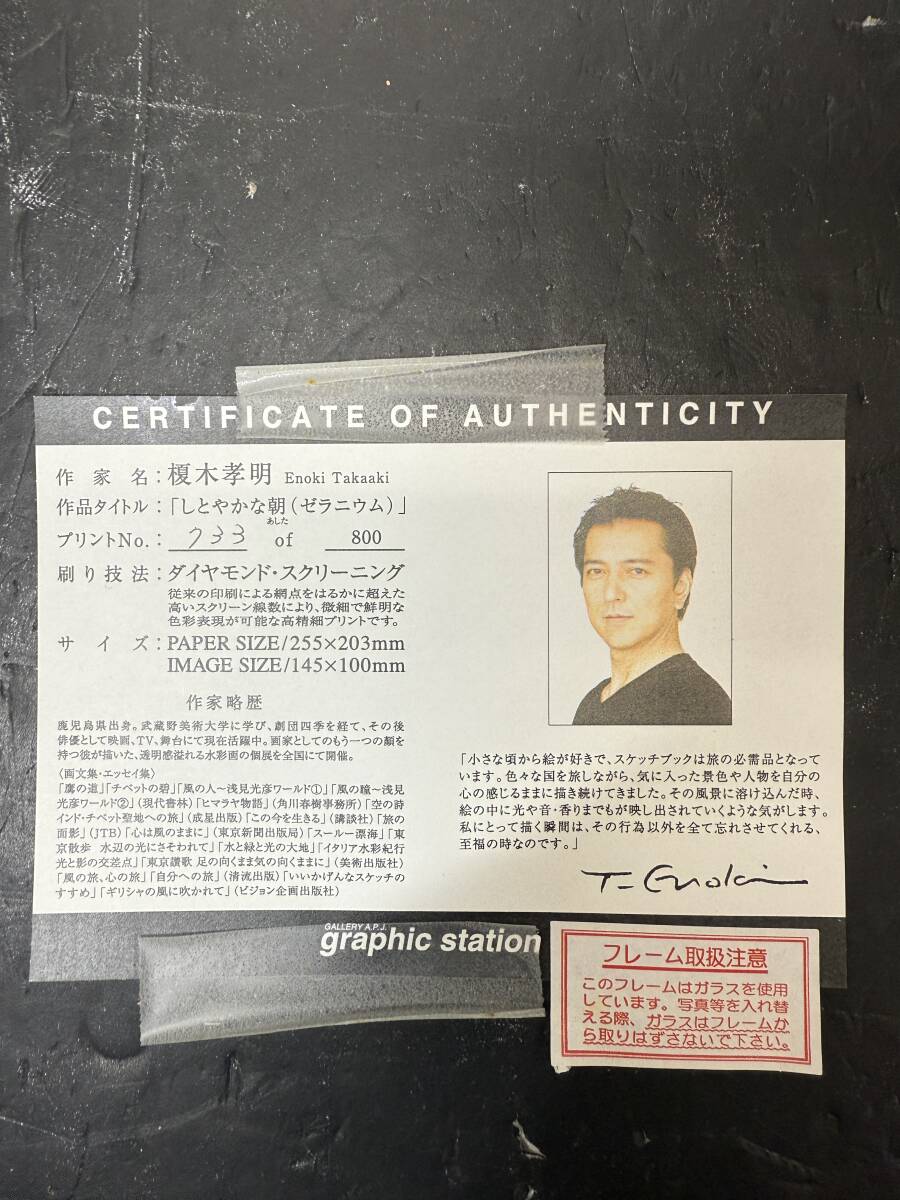 CERTIFICATE OF AUTHENTICITY
作家名：榎木孝明 Enoki Takaaki
作品タイトル：「しとやかな朝（ゼラニウム）」
あした
プリントNo.：733 of 800
刷り技法：ダイヤモンド・スクリーニング
従来の印刷による網点をはるかに超えた
高いスクリーン線数により、微細で鮮明な
色彩表現が可能な高精細プリントです。
サイズ：PAPER SIZE/255×203mm
IMAGE SIZE/145×100mm
作家略歴
鹿児島県出身。武蔵野美術大学に学び、劇団四季を経て、その後
俳優として映画、TV、舞台にて現在活躍中。画家としてのもう一つの顔を
持つ彼が描いた、透明感溢れる水彩画の個展を全国にて開催。
〈画文集・エッセイ集〉
「鷹の道」「チベットの碧」「風の人〜浅見光彦ワールド①」「風の瞳〜浅見
光彦ワールド②」（現代書林）「ヒマラヤ物語」（角川春樹事務所）「空の詩
インド・チベット聖地への旅」（成星出版）「この今を生きる」（講談社）「旅の
面影」（JTB）「心は風のままに」（東京新聞出版局）「スールー漂海」「東
京散歩 水辺の光にさそわれて」「水と緑と光の大地」「イタリア水彩紀行
光と影の交差点」「東京讃歌 足の向くまま気の向くままに」（美術出版社）
「風の旅、心の旅」「自分への旅」（清流出版）「いいかげんなスケッチの
すすめ」「ギリシャの風に吹かれて」（ビジョン企画出版社）
「小さな頃から絵が好きで、スケッチブックは旅の必需品となって
います。色々な国を旅しながら、気に入った景色や人物を自分の
心の感じるままに描き続けてきました。その風景に溶け込んだ時、
絵の中に光や音・香りまでもが映し出されていくような気がします。
私にとって描く瞬間は、その行為以外を全て忘れさせてくれる、
至福の時なのです。」
T- Enoki
GALLERY A.P.J.
graphic station
フレーム取扱注意
このフレームはガラスを使用
しています。写真等を入れ替
える際、ガラスはフレームか
ら取りはずさないで下さい。